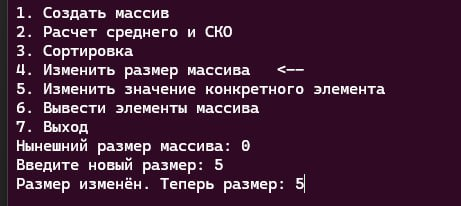 1. Создать массив
2. Расчет среднего и СКО
3. Сортировка
4. Изменить размер массива   <--
5. Изменить значение конкретного элемента
6. Вывести элементы массива
7. Выход
Нынешний размер массива: 0
Введите новый размер: 5
Размер изменён. Теперь размер: 5